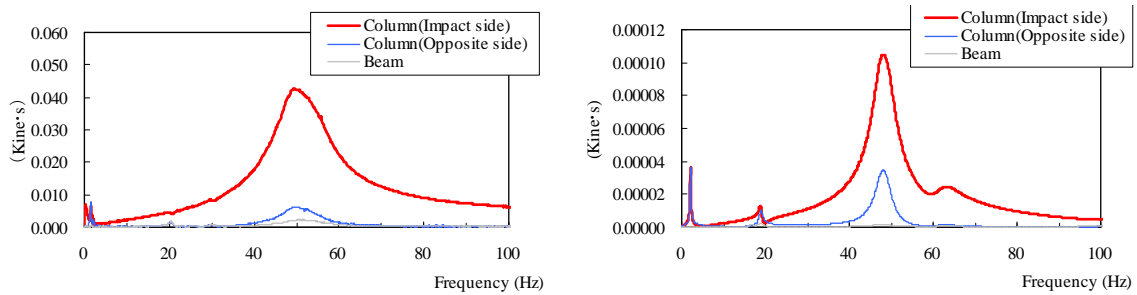 Column(Impact side)
Column(Opposite side)
Beam
0.060
0.050
0.040
0.030
0.020
0.010
0.000
(Kine･s)
0 20 40 60 80 100
Frequency (Hz)
Column(Impact side)
Column(Opposite side)
Beam
0.00012
0.00010
0.00008
0.00006
0.00004
0.00002
0.00000
(Kine･s)
0 20 40 60 80 100
Frequency (Hz)